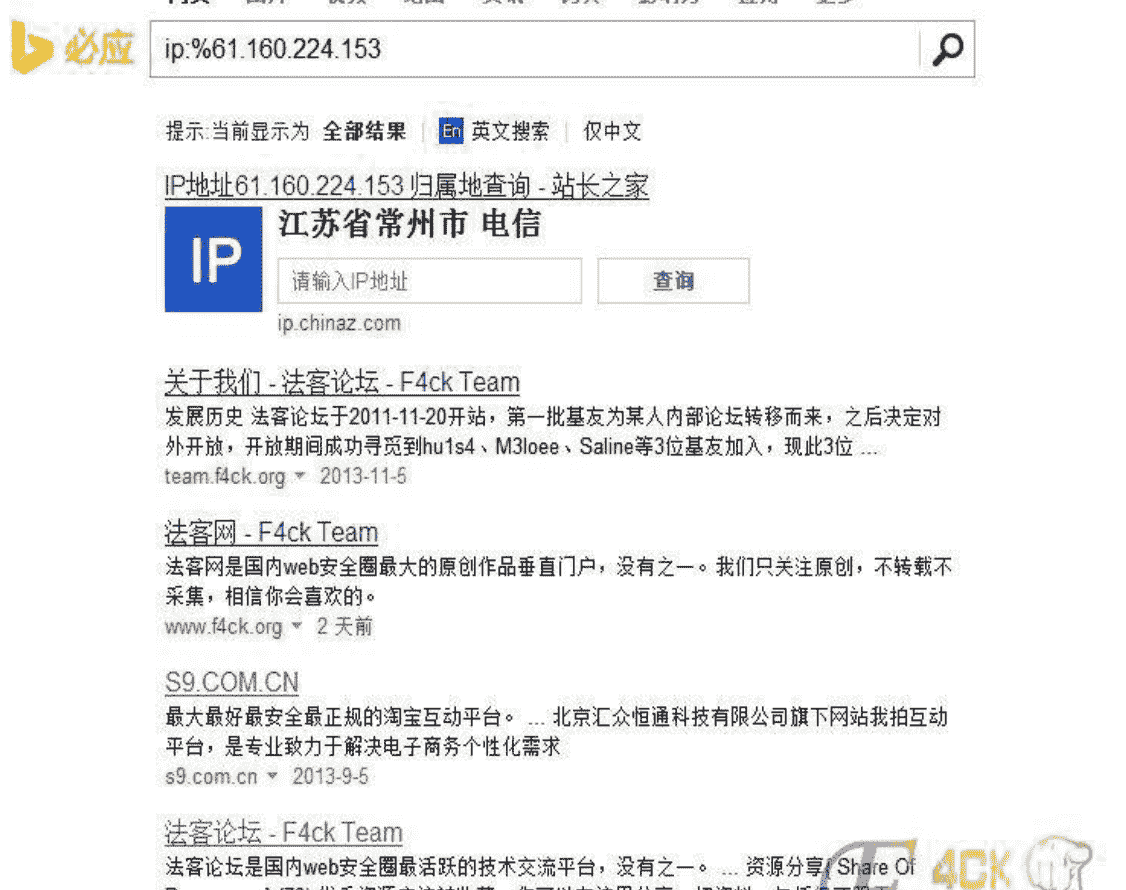 必应
ip:%61.160.224.153
提示:当前显示为 全部结果 | En 英文搜索 | 仅中文
IP地址61.160.224.153 归属地查询 - 站长之家
IP
江苏省常州市 电信
请输入IP地址
查询
ip.chinaz.com
关于我们 - 法客论坛 - F4ck Team
发展历史 法客论坛于2011-11-20开站，第一批基友为某人内部论坛转移而来，之后决定对
外开放，开放期间成功寻觅到hu1s4、M3loee、Saline等3位基友加入，现此3位 ...
team.f4ck.org 2013-11-5
法客网 - F4ck Team
法客网是国内web安全圈最大的原创作品垂直门户，没有之一。我们只关注原创，不转载不
采集，相信你会喜欢的。
www.f4ck.org 2 天前
S9.COM.CN
最大最好最安全最正规的淘宝互动平台。 ... 北京汇众恒通科技有限公司旗下网站我拍互动
平台，是专业致力于解决电子商务个性化需求
s9.com.cn 2013-9-5
法客论坛 - F4ck Team
法客论坛是国内web安全圈最活跃的技术交流平台，没有之一。 ... 资源分享 Share Of
F4CK